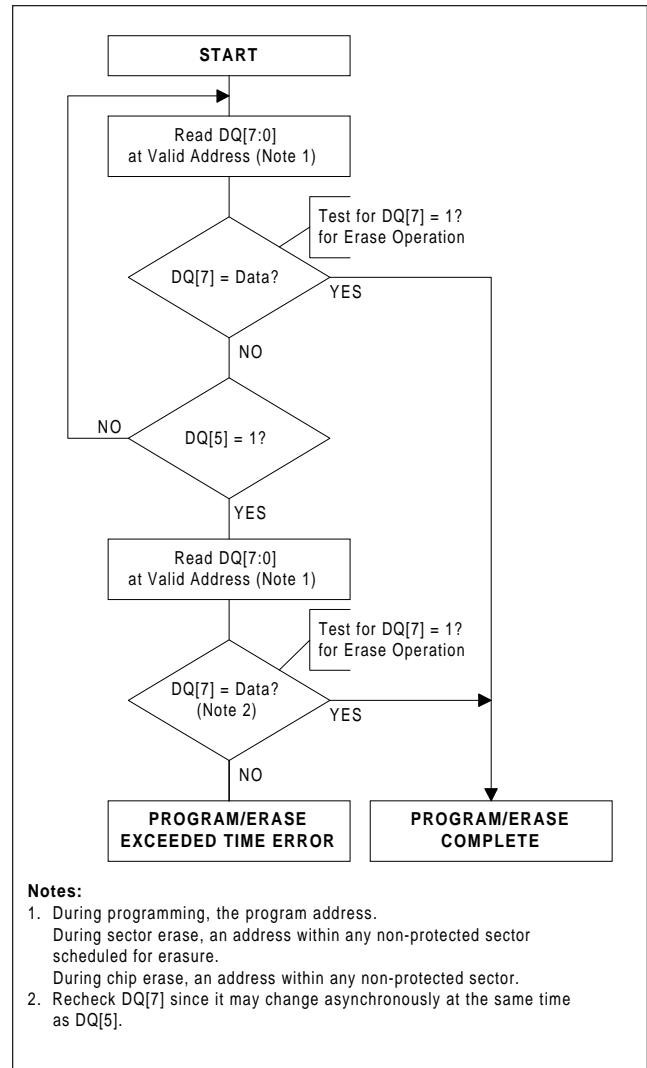 START
Read DQ[7:0]
at Valid Address (Note 1)
Test for DQ[7] = 1?
for Erase Operation
DQ[7] = Data?
YES
NO
NO
DQ[5] = 1?
YES
Read DQ[7:0]
at Valid Address (Note 1)
Test for DQ[7] = 1?
for Erase Operation
DQ[7] = Data?
(Note 2)
YES
NO
PROGRAM/ERASE
EXCEEDED TIME ERROR
PROGRAM/ERASE
COMPLETE
Notes:
1. During programming, the program address.
During sector erase, an address within any non-protected sector
scheduled for erasure.
During chip erase, an address within any non-protected sector.
2. Recheck DQ[7] since it may change asynchronously at the same time
as DQ[5].